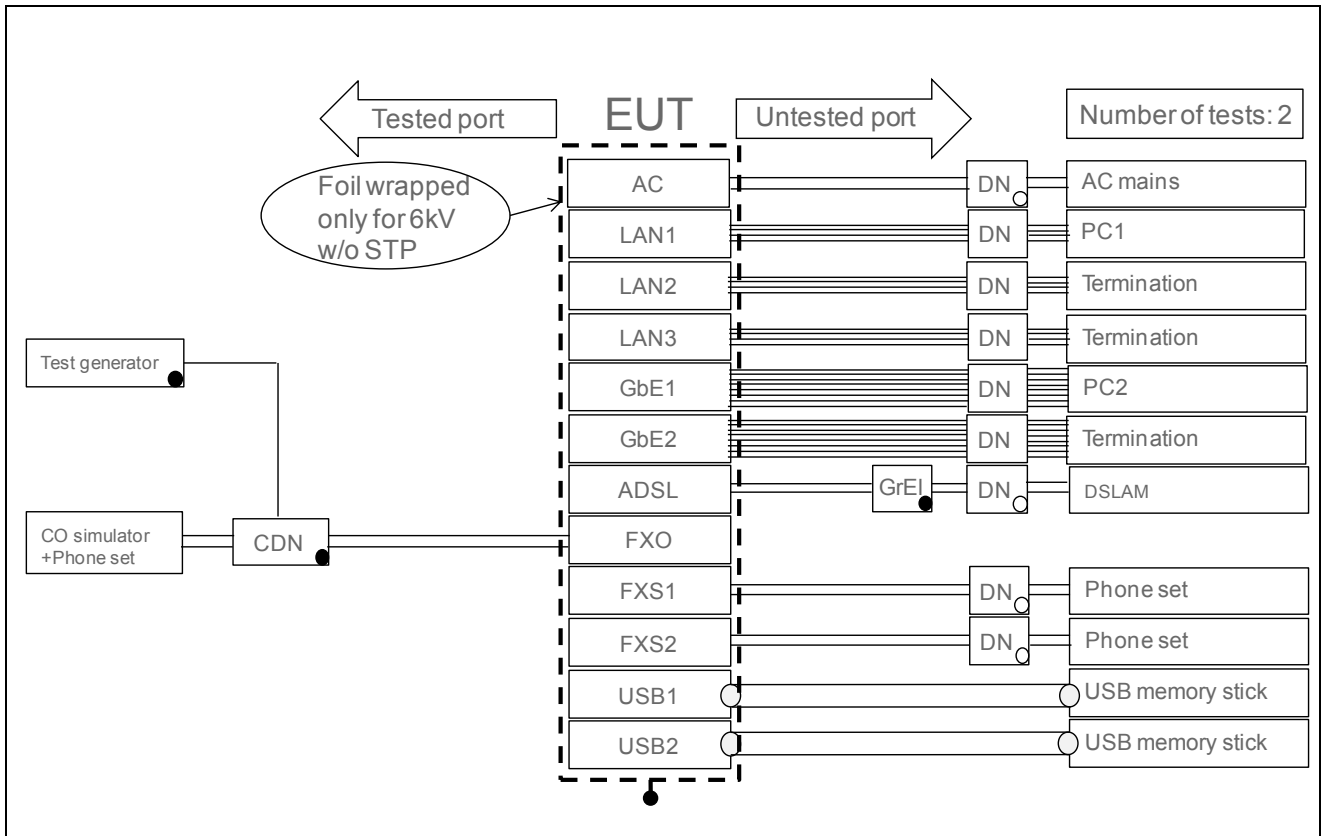 Tested port
EUT
Untested port
Number of tests: 2
Foil wrapped
only for 6kV
w/o STP
AC
DN
AC mains
LAN1
DN
PC1
LAN2
DN
Termination
LAN3
DN
Termination
Test generator
GbE1
DN
PC2
GbE2
DN
Termination
ADSL
GrEl
DN
DSLAM
CO simulator
+Phone set
CDN
FXO
FXS1
DN
Phone set
FXS2
DN
Phone set
USB1
USB memory stick
USB2
USB memory stick